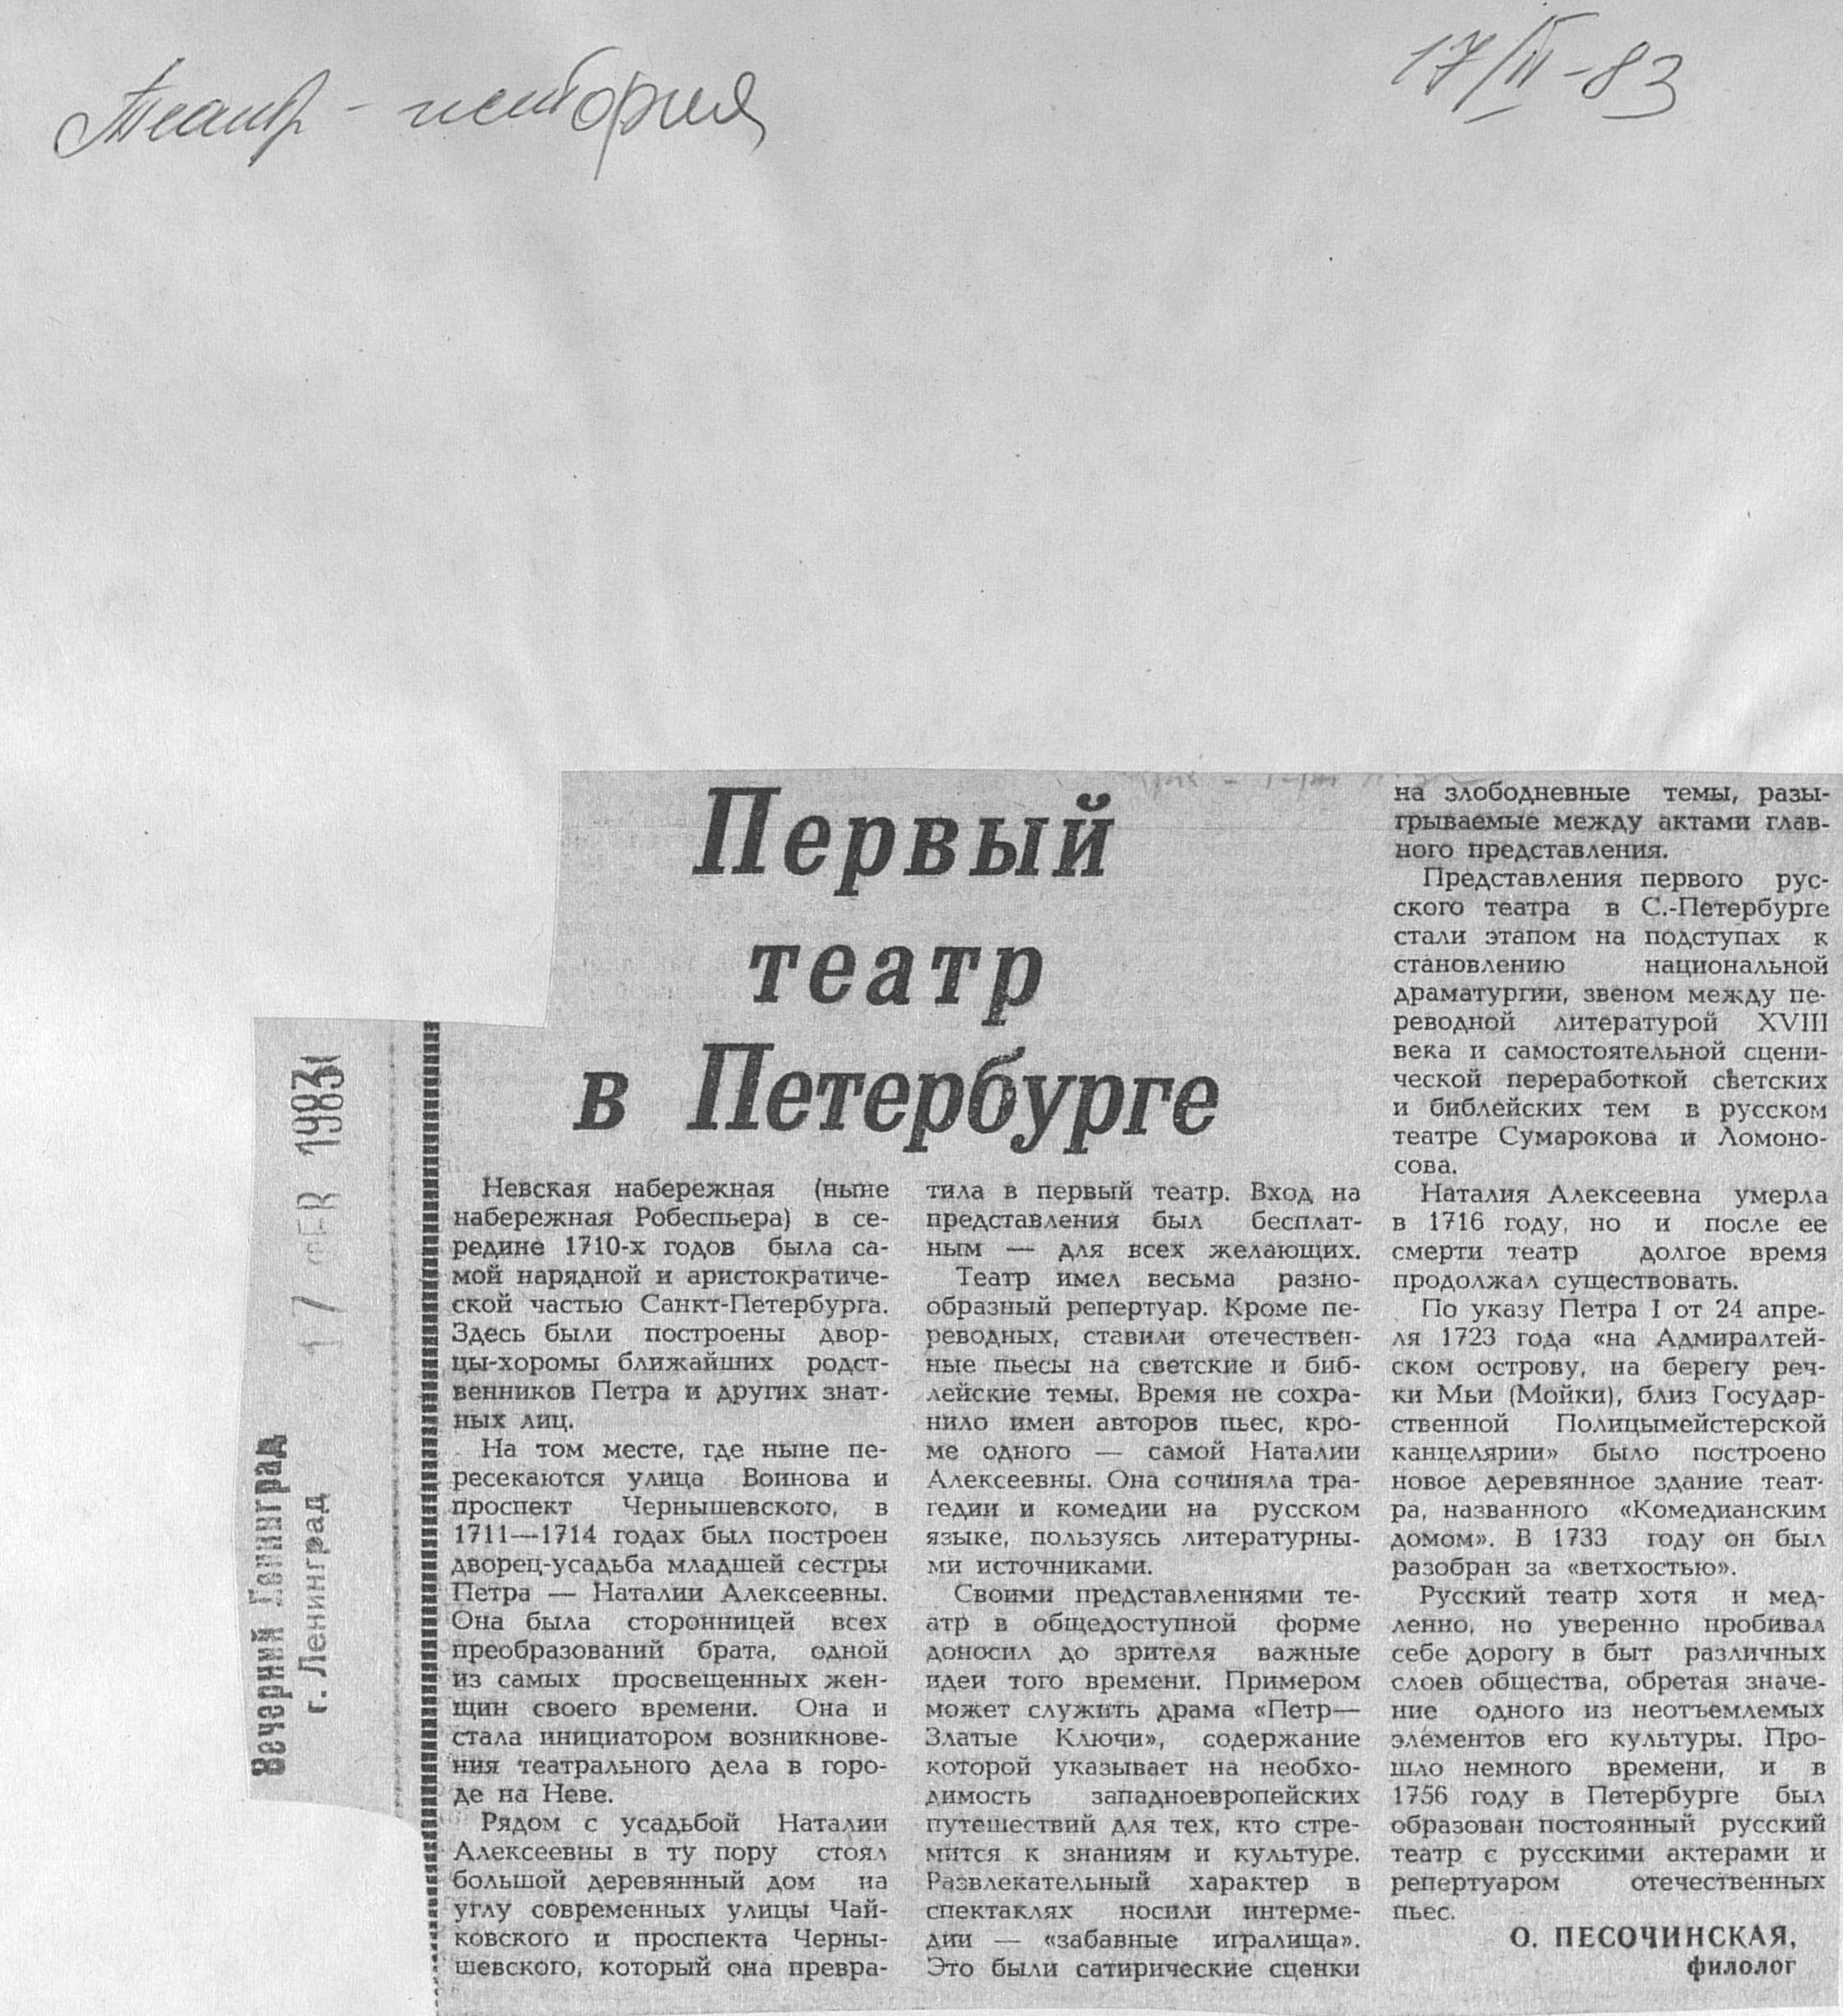 Театр - история
17/II-83
Первый
театр
в Петербурге
Вечерний Ленинград
г. Ленинград
17 ФЕВ 1983
Невская набережная (ныне
набережная Робеспьера) в се-
редине 1710-х годов была са-
мой нарядной и аристократиче-
ской частью Санкт-Петербурга.
Здесь были построены двор-
цы-хоромы ближайших родст-
венников Петра и других знат-
ных лиц.
На том месте, где ныне пе-
ресекаются улица Воинова и
проспект Чернышевского, в
1711—1714 годах был построен
дворец-усадьба младшей сестры
Петра — Наталии Алексеевны.
Она была сторонницей всех
преобразований брата, одной
из самых просвещенных жен-
щин своего времени. Она и
стала инициатором возникнове-
ния театрального дела в горо-
де на Неве.
Рядом с усадьбой Наталии
Алексеевны в ту пору стоял
большой деревянный дом на
углу современных улицы Чай-
ковского и проспекта Черны-
шевского, который она превра-
тила в первый театр. Вход на
представления был бесплат-
ным — для всех желающих.
Театр имел весьма разно-
образный репертуар. Кроме пе-
реводных, ставили отечествен-
ные пьесы на светские и биб-
лейские темы. Время не сохра-
нило имен авторов пьес, кро-
ме одного — самой Наталии
Алексеевны. Она сочиняла тра-
гедии и комедии на русском
языке, пользуясь литературны-
ми источниками.
Своими представлениями те-
атр в общедоступной форме
доносил до зрителя важные
идеи того времени. Примером
может служить драма «Петр—
Златые Ключи», содержание
которой указывает на необхо-
димость западноевропейских
путешествий для тех, кто стре-
мится к знаниям и культуре.
Развлекательный характер в
спектаклях носили интерме-
дии — «забавные игралища».
Это были сатирические сценки
на злободневные темы, разы-
грываемые между актами глав-
ного представления.
Представления первого рус-
ского театра в С.-Петербурге
стали этапом на подступах к
становлению национальной
драматургии, звеном между пе-
реводной литературой XVIII
века и самостоятельной сцени-
ческой переработкой светских
и библейских тем в русском
театре Сумарокова и Ломоно-
сова.
Наталия Алексеевна умерла
в 1716 году, но и после ее
смерти театр долгое время
продолжал существовать.
По указу Петра I от 24 апре-
ля 1723 года «на Адмиралтей-
ском острову, на берегу реч-
ки Мьи (Мойки), близ Государ-
ственной Полицымейстерской
канцелярии» было построено
новое деревянное здание теат-
ра, названного «Комедианским
домом». В 1733 году он был
разобран за «ветхостью».
Русский театр хотя и мед-
ленно, но уверенно пробивал
себе дорогу в быт различных
слоев общества, обретая значе-
ние одного из неотъемлемых
элементов его культуры. Про-
шло немного времени, и в
1756 году в Петербурге был
образован постоянный русский
театр с русскими актерами и
репертуаром отечественных
пьес.
О. ПЕСОЧИНСКАЯ,
филолог